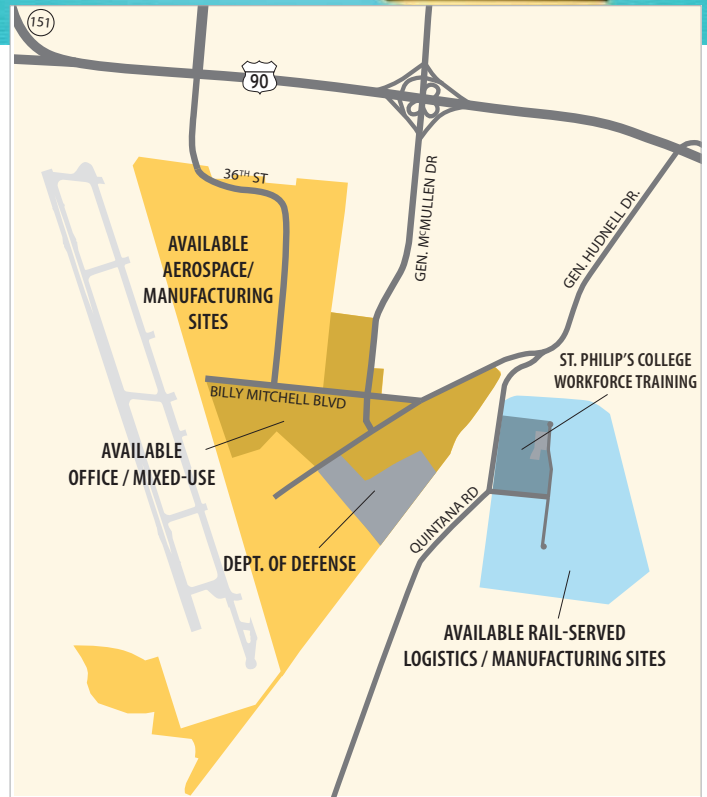 151
90
36TH ST
GEN. McMULLEN DR
GEN. HUDNELL DR.
AVAILABLE
AEROSPACE/
MANUFACTURING
SITES
ST. PHILIP'S COLLEGE
WORKFORCE TRAINING
BILLY MITCHELL BLVD
AVAILABLE
OFFICE / MIXED-USE
QUINTANA RD
DEPT. OF DEFENSE
AVAILABLE RAIL-SERVED
LOGISTICS / MANUFACTURING SITES